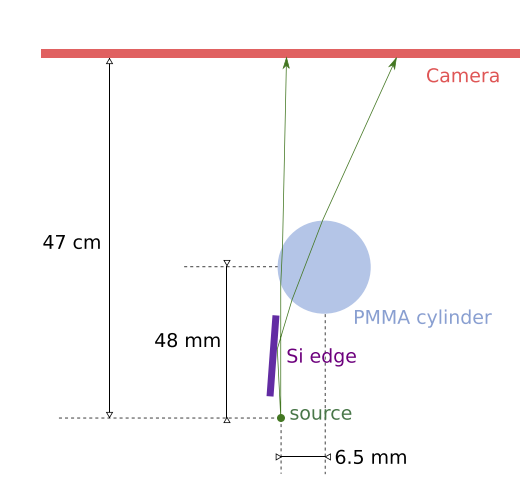 Camera
47 cm
PMMA cylinder
48 mm
Si edge
source
6.5 mm